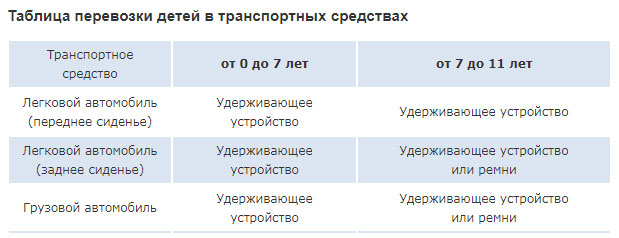 Таблица перевозки детей в транспортных средствах
Транспортное
средство
от 0 до 7 лет
от 7 до 11 лет
Легковой автомобиль
(переднее сиденье)
Удерживающее
устройство
Удерживающее устройство
Легковой автомобиль
(заднее сиденье)
Удерживающее
устройство
Удерживающее устройство
или ремни
Грузовой автомобиль
Удерживающее
устройство
Удерживающее устройство
или ремни